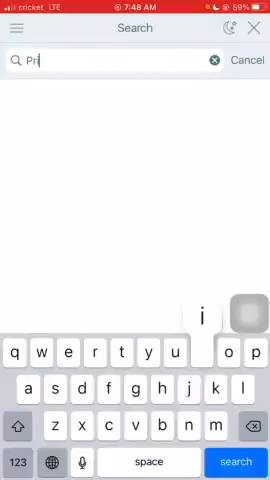 cricket LTE 7:48 AM 59%
Search
Pri Cancel
i
q w e r t y u o p
a s d f g h j k l
z x c v b n m
123 space search